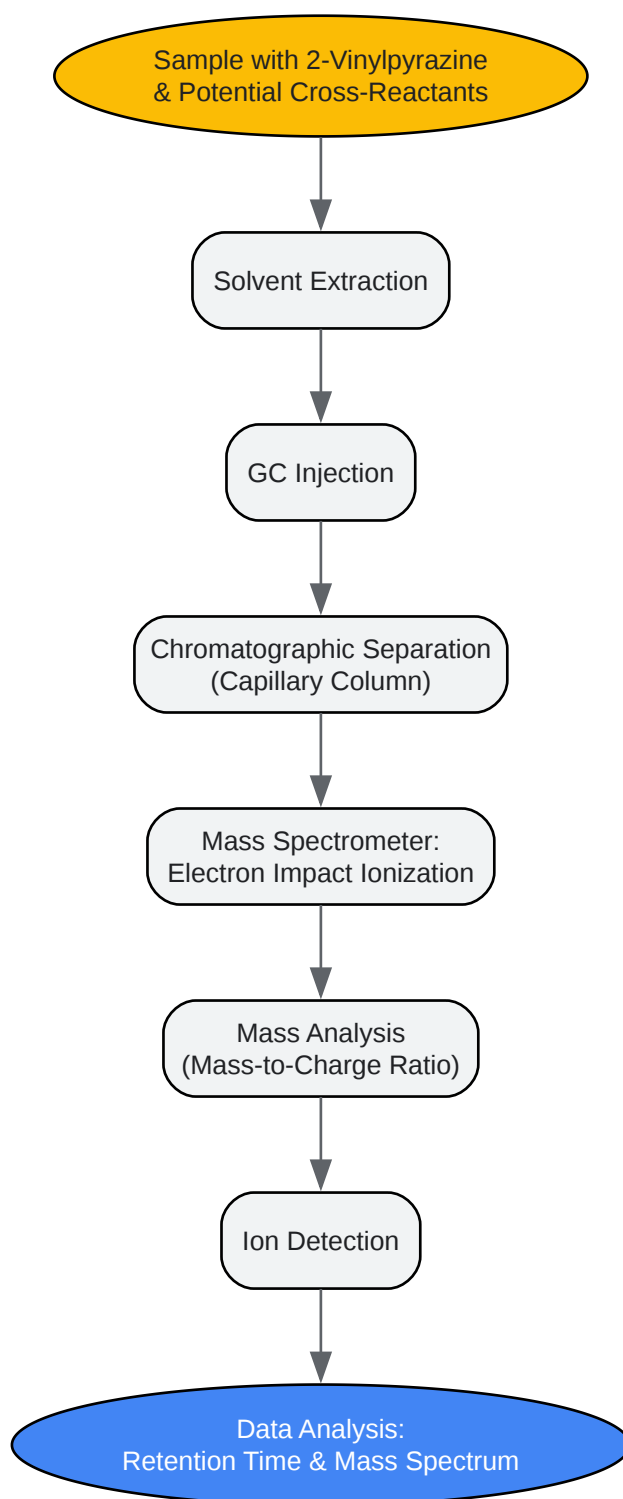 Sample with 2-Vinylpyrazine
& Potential Cross-Reactants
Solvent Extraction
GC Injection
Chromatographic Separation
(Capillary Column)
Mass Spectrometer:
Electron Impact Ionization
Mass Analysis
(Mass-to-Charge Ratio)
Ion Detection
Data Analysis:
Retention Time & Mass Spectrum